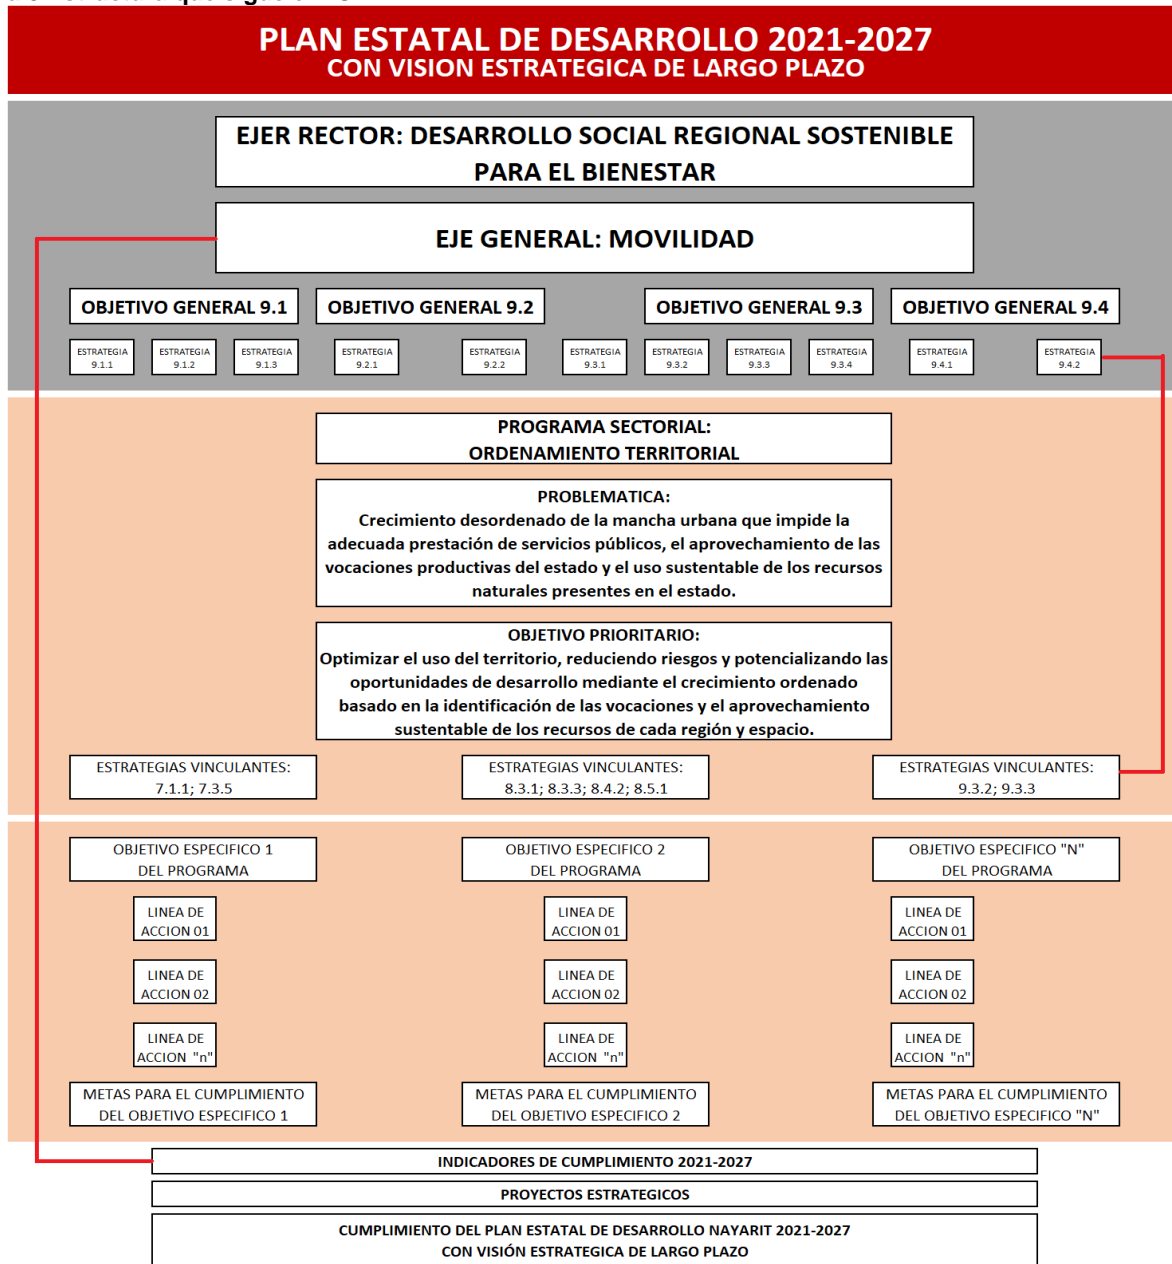 PLAN ESTATAL DE DESARROLLO 2021-2027
CON VISION ESTRATEGICA DE LARGO PLAZO
EJER RECTOR: DESARROLLO SOCIAL REGIONAL SOSTENIBLE
PARA EL BIENESTAR
EJE GENERAL: MOVILIDAD
OBJETIVO GENERAL 9.1
OBJETIVO GENERAL 9.2
OBJETIVO GENERAL 9.3
OBJETIVO GENERAL 9.4
ESTRATEGIA
9.1.1
ESTRATEGIA
9.1.2
ESTRATEGIA
9.1.3
ESTRATEGIA
9.2.1
ESTRATEGIA
9.2.2
ESTRATEGIA
9.3.1
ESTRATEGIA
9.3.2
ESTRATEGIA
9.3.3
ESTRATEGIA
9.3.4
ESTRATEGIA
9.4.1
ESTRATEGIA
9.4.2
PROGRAMA SECTORIAL:
ORDENAMIENTO TERRITORIAL
PROBLEMATICA:
Crecimiento desordenado de la mancha urbana que impide la
adecuada prestación de servicios públicos, el aprovechamiento de las
vocaciones productivas del estado y el uso sustentable de los recursos
naturales presentes en el estado.
OBJETIVO PRIORITARIO:
Optimizar el uso del territorio, reduciendo riesgos y potencializando las
oportunidades de desarrollo mediante el crecimiento ordenado
basado en la identificación de las vocaciones y el aprovechamiento
sustentable de los recursos de cada región y espacio.
ESTRATEGIAS VINCULANTES:
7.1.1; 7.3.5
ESTRATEGIAS VINCULANTES:
8.3.1; 8.3.3; 8.4.2; 8.5.1
ESTRATEGIAS VINCULANTES:
9.3.2; 9.3.3
OBJETIVO ESPECIFICO 1
DEL PROGRAMA
OBJETIVO ESPECIFICO 2
DEL PROGRAMA
OBJETIVO ESPECIFICO "N"
DEL PROGRAMA
LINEA DE
ACCION 01
LINEA DE
ACCION 01
LINEA DE
ACCION 01
LINEA DE
ACCION 02
LINEA DE
ACCION 02
LINEA DE
ACCION 02
LINEA DE
ACCION "n"
LINEA DE
ACCION "n"
LINEA DE
ACCION "n"
METAS PARA EL CUMPLIMIENTO
DEL OBJETIVO ESPECIFICO 1
METAS PARA EL CUMPLIMIENTO
DEL OBJETIVO ESPECIFICO 2
METAS PARA EL CUMPLIMIENTO
DEL OBJETIVO ESPECIFICO "N"
INDICADORES DE CUMPLIMIENTO 2021-2027
PROYECTOS ESTRATEGICOS
CUMPLIMIENTO DEL PLAN ESTATAL DE DESARROLLO NAYARIT 2021-2027
CON VISIÓN ESTRATEGICA DE LARGO PLAZO